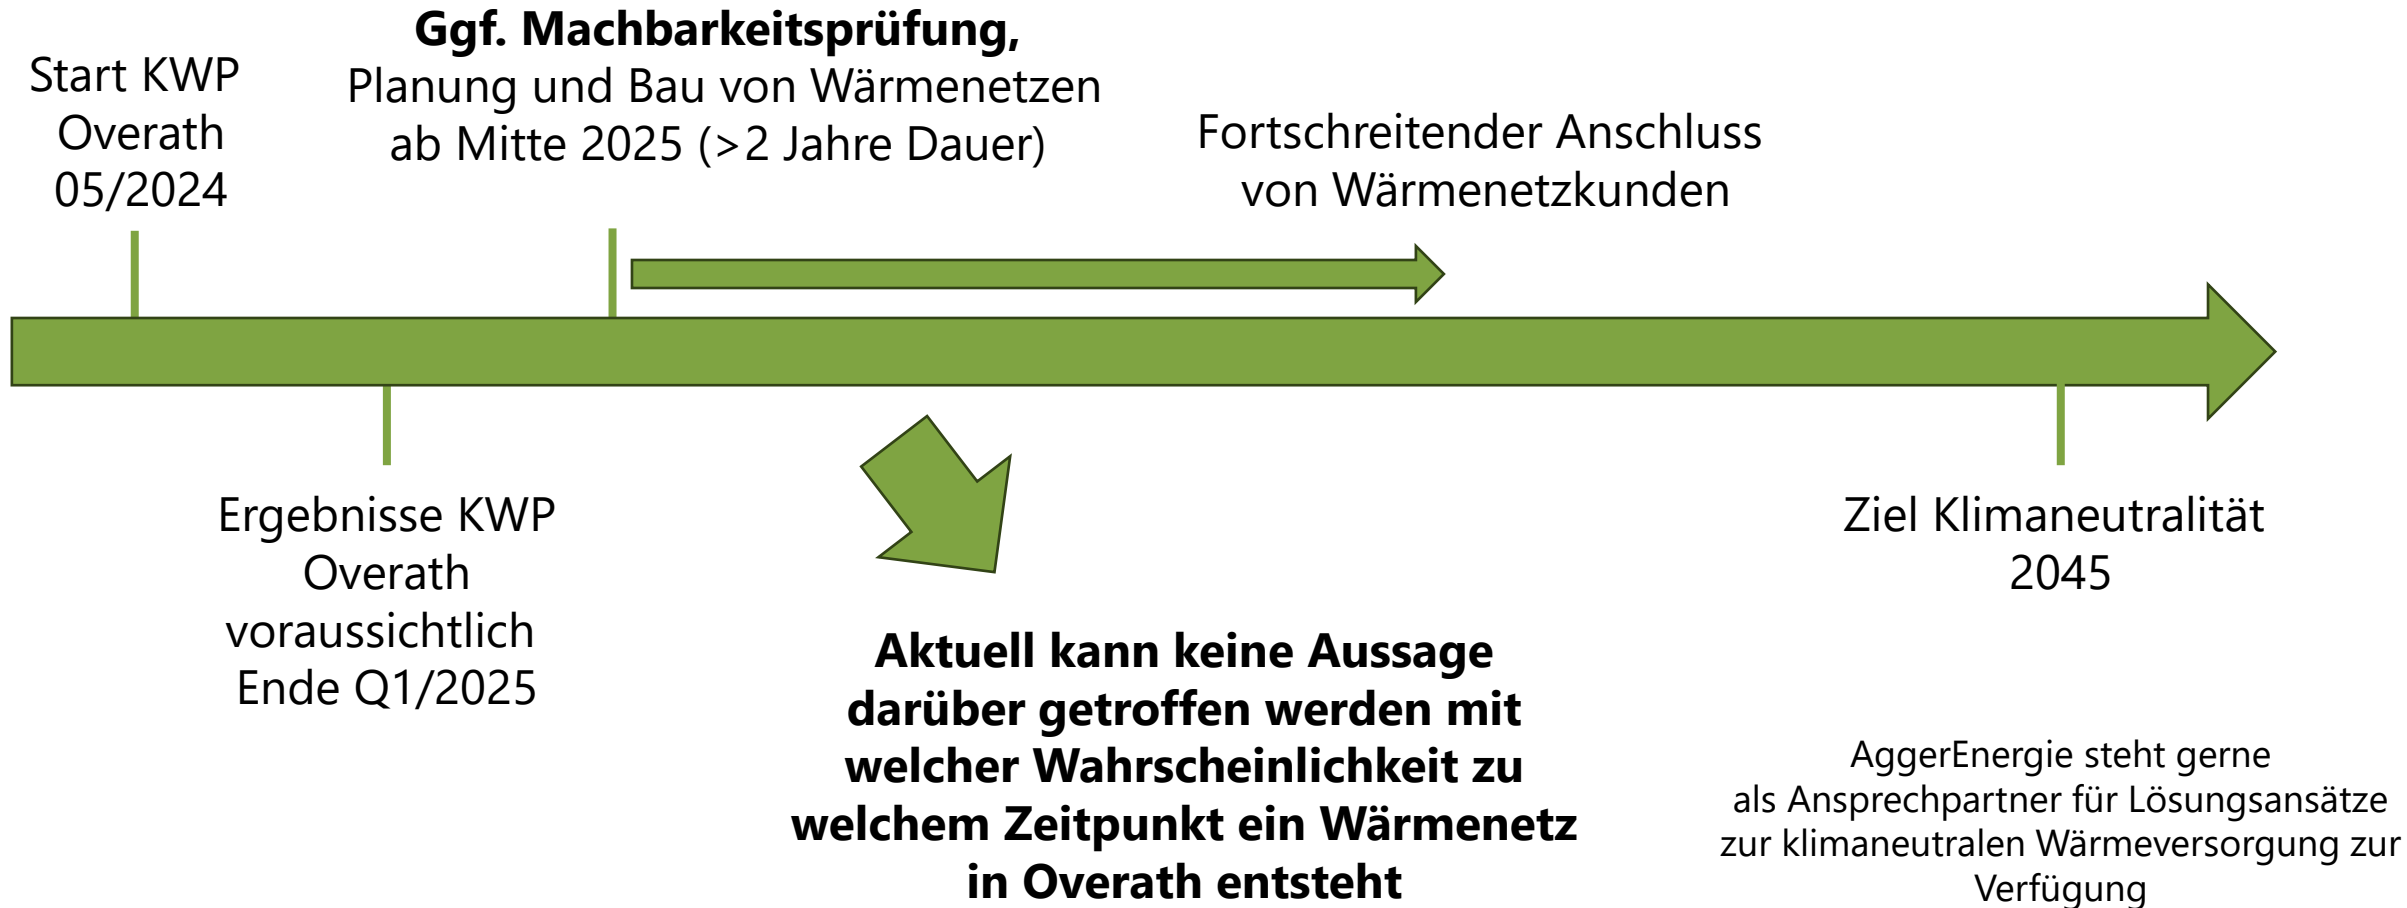 Start KWP
Overath
05/2024
Ggf. Machbarkeitsprüfung,
Planung und Bau von Wärmenetzen
ab Mitte 2025 (>2 Jahre Dauer)
Fortschreitender Anschluss
von Wärmenetzkunden
Ergebnisse KWP
Overath
voraussichtlich
Ende Q1/2025
Aktuell kann keine Aussage
darüber getroffen werden mit
welcher Wahrscheinlichkeit zu
welchem Zeitpunkt ein Wärmenetz
in Overath entsteht
Ziel Klimaneutralität
2045
AggerEnergie steht gerne
als Ansprechpartner für Lösungsansätze
zur klimaneutralen Wärmeversorgung zur
Verfügung